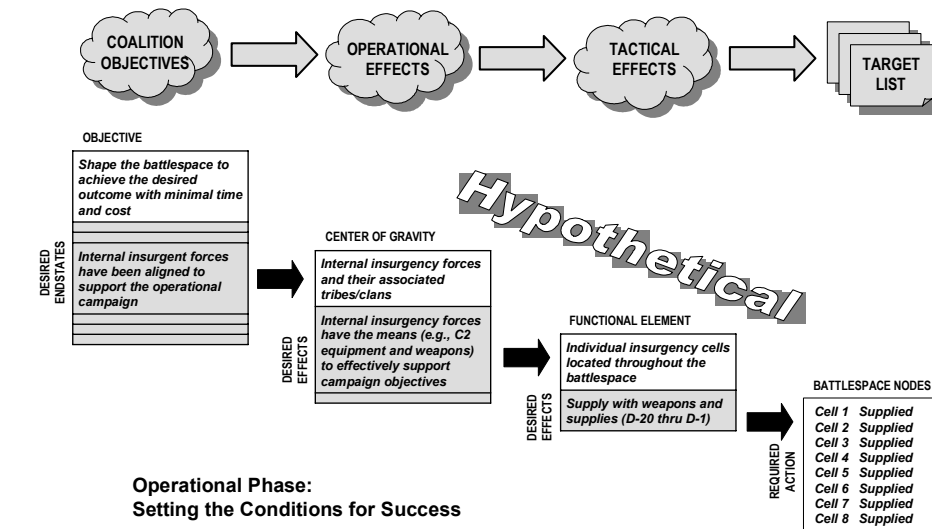 COALITION
OBJECTIVES
OPERATIONAL
EFFECTS
TACTICAL
EFFECTS
TARGET
LIST
OBJECTIVE
Shape the battlespace to
achieve the desired
outcome with minimal time
and cost
DESIRED
ENDSTATES
Internal insurgent forces
have been aligned to
support the operational
campaign
Hypothetical
CENTER OF GRAVITY
Internal insurgency forces
and their associated
tribes/clans
DESIRED
EFFECTS
Internal insurgency forces
have the means (e.g., C2
equipment and weapons)
to effectively support
campaign objectives
FUNCTIONAL ELEMENT
Individual insurgency cells
located throughout the
battlespace
DESIRED
EFFECTS
Supply with weapons and
supplies (D-20 thru D-1)
BATTLESPACE NODES
REQUIRED
ACTION
Cell 1 Supplied
Cell 2 Supplied
Cell 3 Supplied
Cell 4 Supplied
Cell 5 Supplied
Cell 6 Supplied
Cell 7 Supplied
Cell 8 Supplied
Operational Phase:
Setting the Conditions for Success